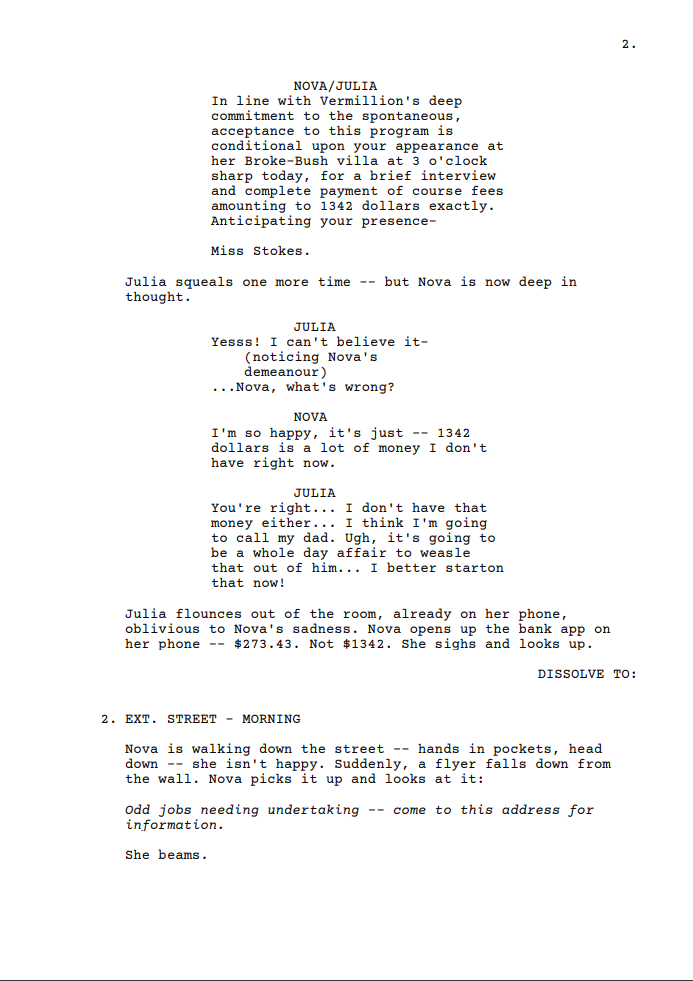 2.
NOVA/JULIA
In line with Vermillion's deep
commitment to the spontaneous,
acceptance to this program is
conditional upon your appearance at
her Broke-Bush villa at 3 o'clock
sharp today, for a brief interview
and complete payment of course fees
amounting to 1342 dollars exactly.
Anticipating your presence-
Miss Stokes.
Julia squeals one more time -- but Nova is now deep in
thought.
JULIA
Yesss! I can't believe it-
(noticing Nova's
demeanour)
...Nova, what's wrong?
NOVA
I'm so happy, it's just -- 1342
dollars is a lot of money I don't
have right now.
JULIA
You're right... I don't have that
money either... I think I'm going
to call my dad. Ugh, it's going to
be a whole day affair to weasle
that out of him... I better starton
that now!
Julia flounces out of the room, already on her phone,
oblivious to Nova's sadness. Nova opens up the bank app on
her phone -- $273.43. Not $1342. She sighs and looks up.
DISSOLVE TO:
2. EXT. STREET - MORNING
Nova is walking down the street -- hands in pockets, head
down -- she isn't happy. Suddenly, a flyer falls down from
the wall. Nova picks it up and looks at it:
Odd jobs needing undertaking -- come to this address for
information.
She beams.